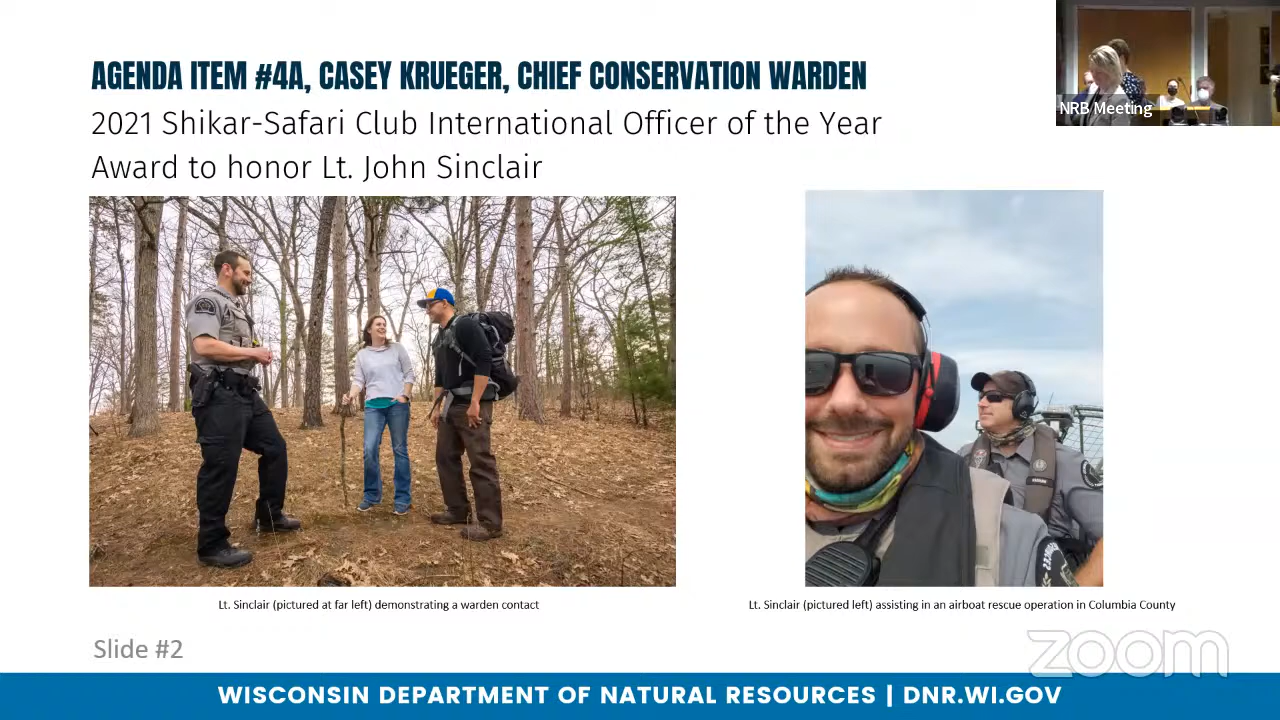 AGENDA ITEM #4A, CASEY KRUEGER, CHIEF CONSERVATION WARDEN
2021 Shikar-Safari Club International Officer of the Year
Award to honor Lt. John Sinclair
NRB Meeting
Lt. Sinclair (pictured at far left) demonstrating a warden contact
Lt. Sinclair (pictured left) assisting in an airboat rescue operation in Columbia County
Slide #2
zoom
WISCONSIN DEPARTMENT OF NATURAL RESOURCES | DNR.WI.GOV